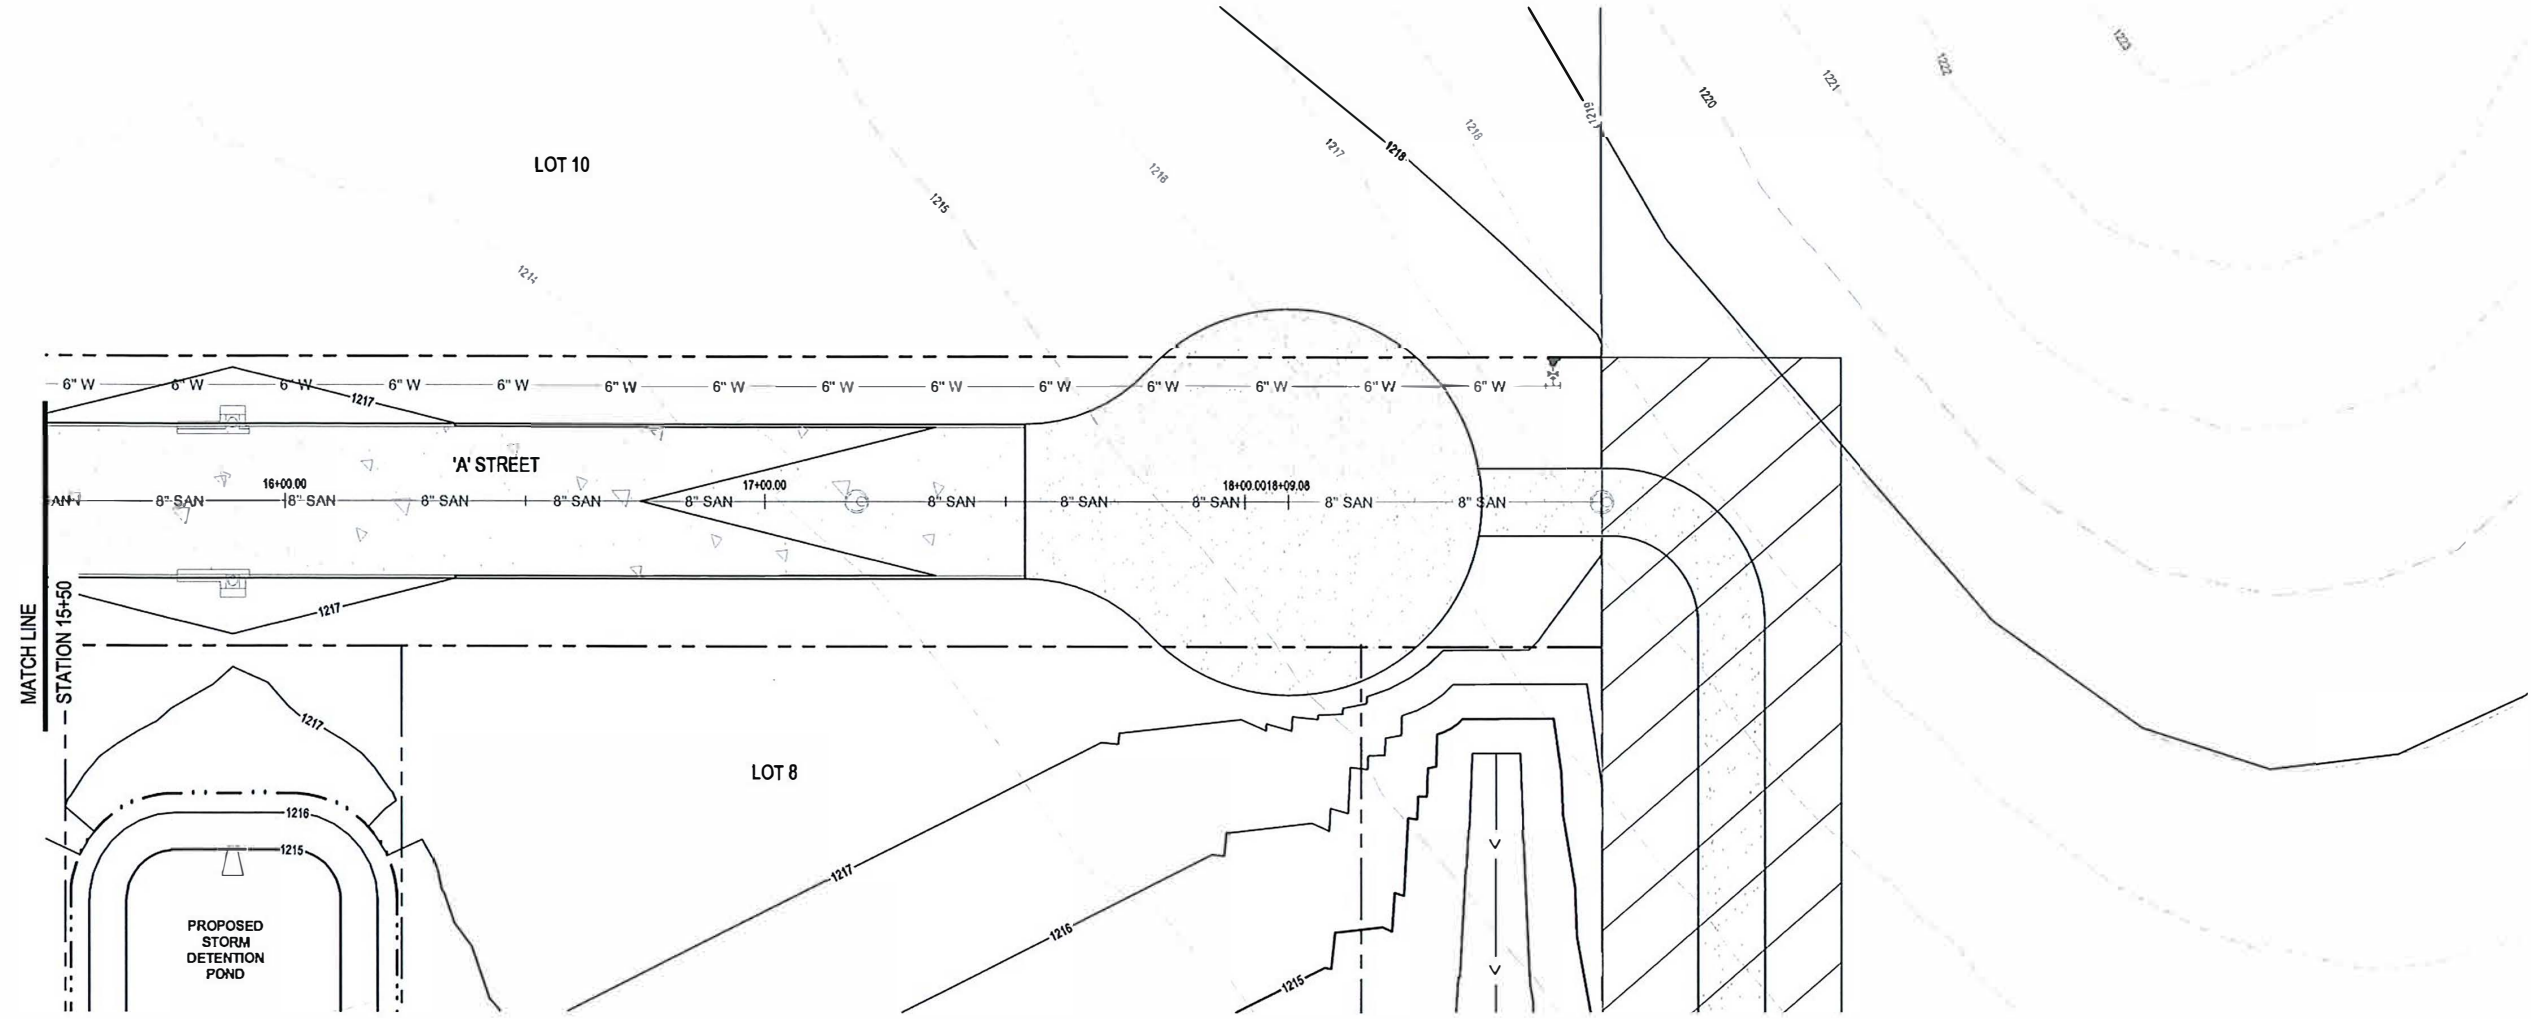 1223
1222
1221
1220
1219
1218
1218
1217
1216
1215
1214
LOT 10
6" W 6" W 6" W 6" W 6" W 6" W 6" W 6" W 6" W 6" W 6" W 6" W 6" W 6" W
1217
'A' STREET
16+00.00 17+00.00 18+00.00 18+09.08
SAN 8" SAN 8" SAN 8" SAN 8" SAN 8" SAN 8" SAN 8" SAN 8" SAN 8" SAN 8" SAN
MATCH LINE
STATION 15+50
1217
1217
LOT 8
1216
1215
1217
1216
1215
PROPOSED
STORM
DETENTION
POND